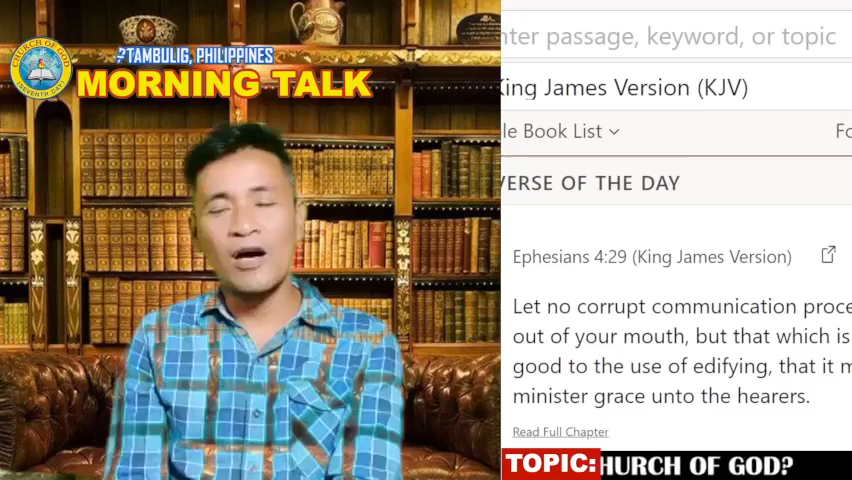 CHURCH OF GOD
(SEVENTH DAY)
#TAMBULIG, PHILIPPINES
MORNING TALK
nter passage, keyword, or topic
King James Version (KJV)
le Book List
Fo
VERSE OF THE DAY
Ephesians 4:29 (King James Version)
Let no corrupt communication proce
out of your mouth, but that which is
good to the use of edifying, that it m
minister grace unto the hearers.
Read Full Chapter
TOPIC: HURCH OF GOD?